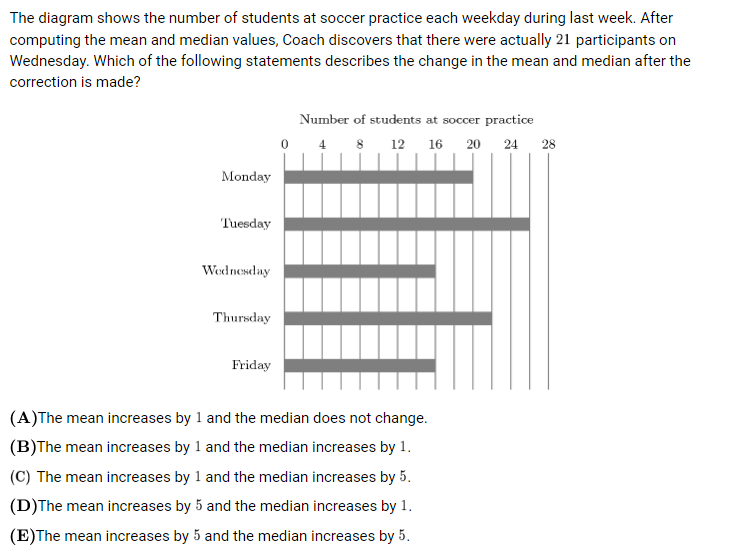 The diagram shows the number of students at soccer practice each weekday during last week. After
computing the mean and median values, Coach discovers that there were actually 21 participants on
Wednesday. Which of the following statements describes the change in the mean and median after the
correction is made?
Number of students at soccer practice
0 4 8 12 16 20 24 28
Monday
Tuesday
Wednesday
Thursday
Friday
(A)The mean increases by 1 and the median does not change.
(B)The mean increases by 1 and the median increases by 1.
(C) The mean increases by 1 and the median increases by 5.
(D)The mean increases by 5 and the median increases by 1.
(E)The mean increases by 5 and the median increases by 5.